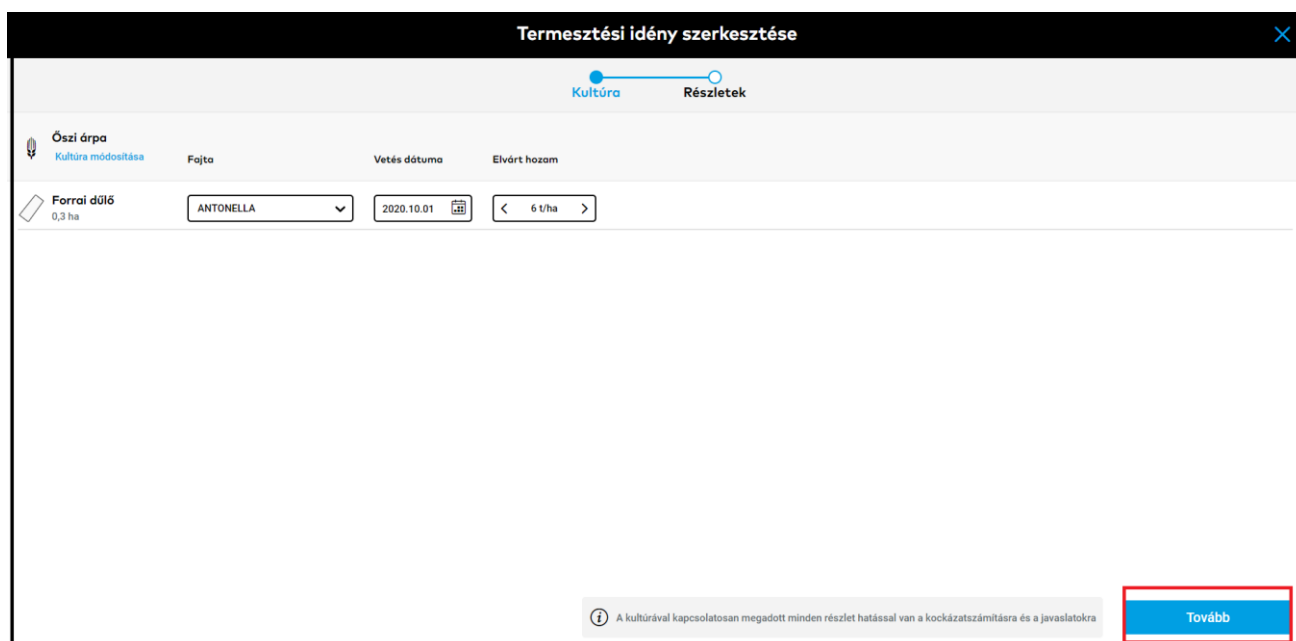 Termesztési idény szerkesztése
Kultúra Részletek
Őszi árpa
Kultúra módosítása Fajta Vetés dátuma Elvárt hozam
Forrai dűlő
0,3 ha
ANTONELLA 2020.10.01 6 t/ha
A kultúrával kapcsolatosan megadott minden részlet hatással van a kockázatszámításra és a javaslatokra
Tovább